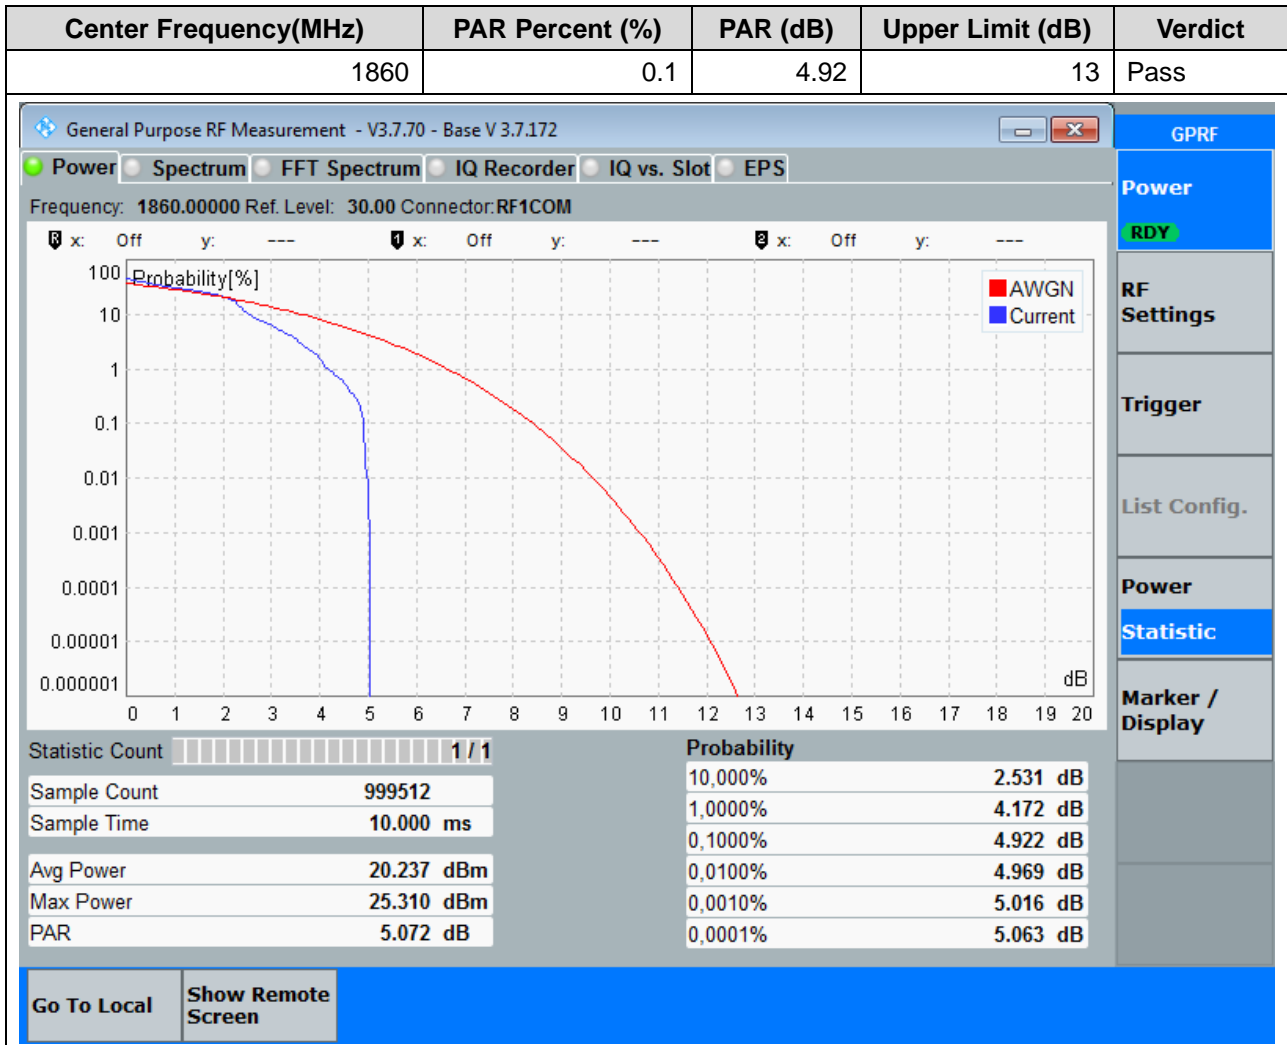 Center Frequency(MHz) PAR Percent (%) PAR (dB) Upper Limit (dB) Verdict
1860 0.1 4.92 13 Pass
General Purpose RF Measurement - V3.7.70 - Base V 3.7.172
GPRF
Power Spectrum FFT Spectrum IQ Recorder IQ vs. Slot EPS
Power
RDY
Frequency: 1860.00000 Ref. Level: 30.00 Connector:RF1COM
R x: Off y: --- 1 x: Off y: --- 2 x: Off y: ---
100 Probability[%]
AWGN
Current
10
1
0.1
0.01
0.001
0.0001
0.00001
0.000001
dB
0 1 2 3 4 5 6 7 8 9 10 11 12 13 14 15 16 17 18 19 20
RF
Settings
Trigger
List Config.
Power
Statistic
Marker /
Display
Statistic Count 1 / 1
Sample Count 999512
Sample Time 10.000 ms
Avg Power 20.237 dBm
Max Power 25.310 dBm
PAR 5.072 dB
Probability
10,000% 2.531 dB
1,0000% 4.172 dB
0,1000% 4.922 dB
0,0100% 4.969 dB
0,0010% 5.016 dB
0,0001% 5.063 dB
Go To Local
Show Remote
Screen